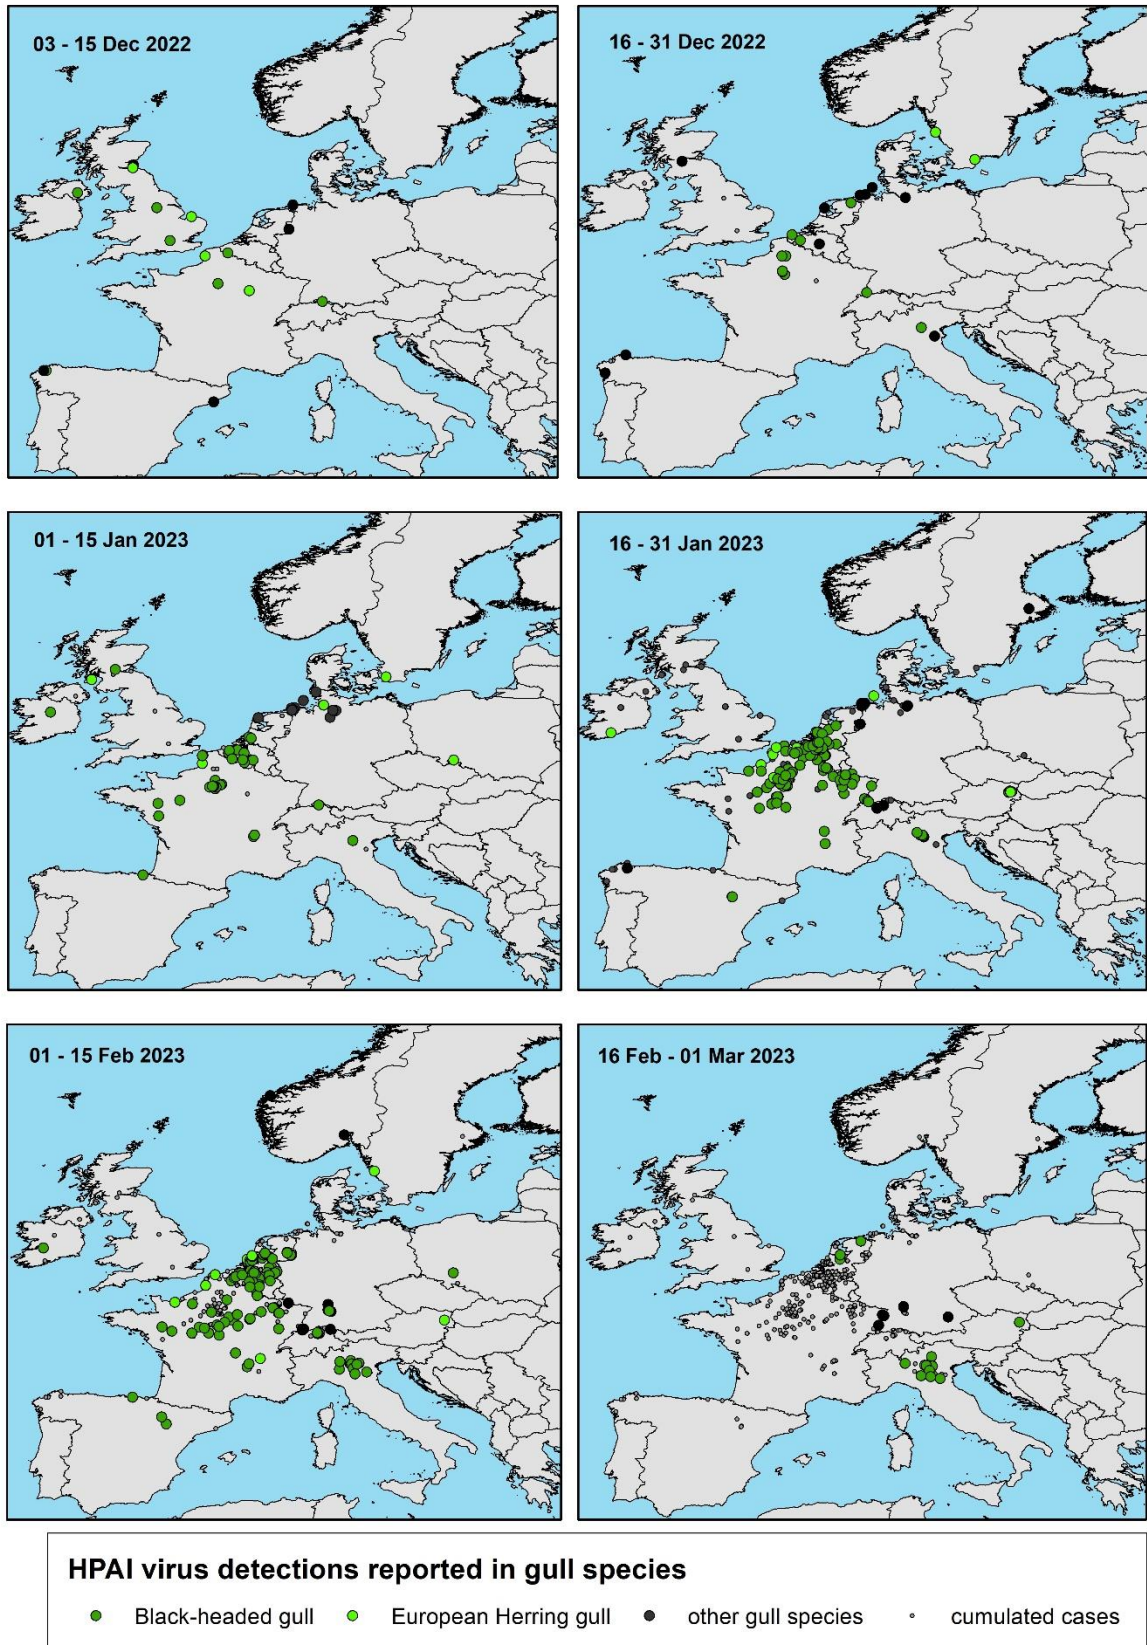 03 - 15 Dec 2022
16 - 31 Dec 2022
01 - 15 Jan 2023
16 - 31 Jan 2023
01 - 15 Feb 2023
16 Feb - 01 Mar 2023
HPAI virus detections reported in gull species
Black-headed gull European Herring gull other gull species cumulated cases